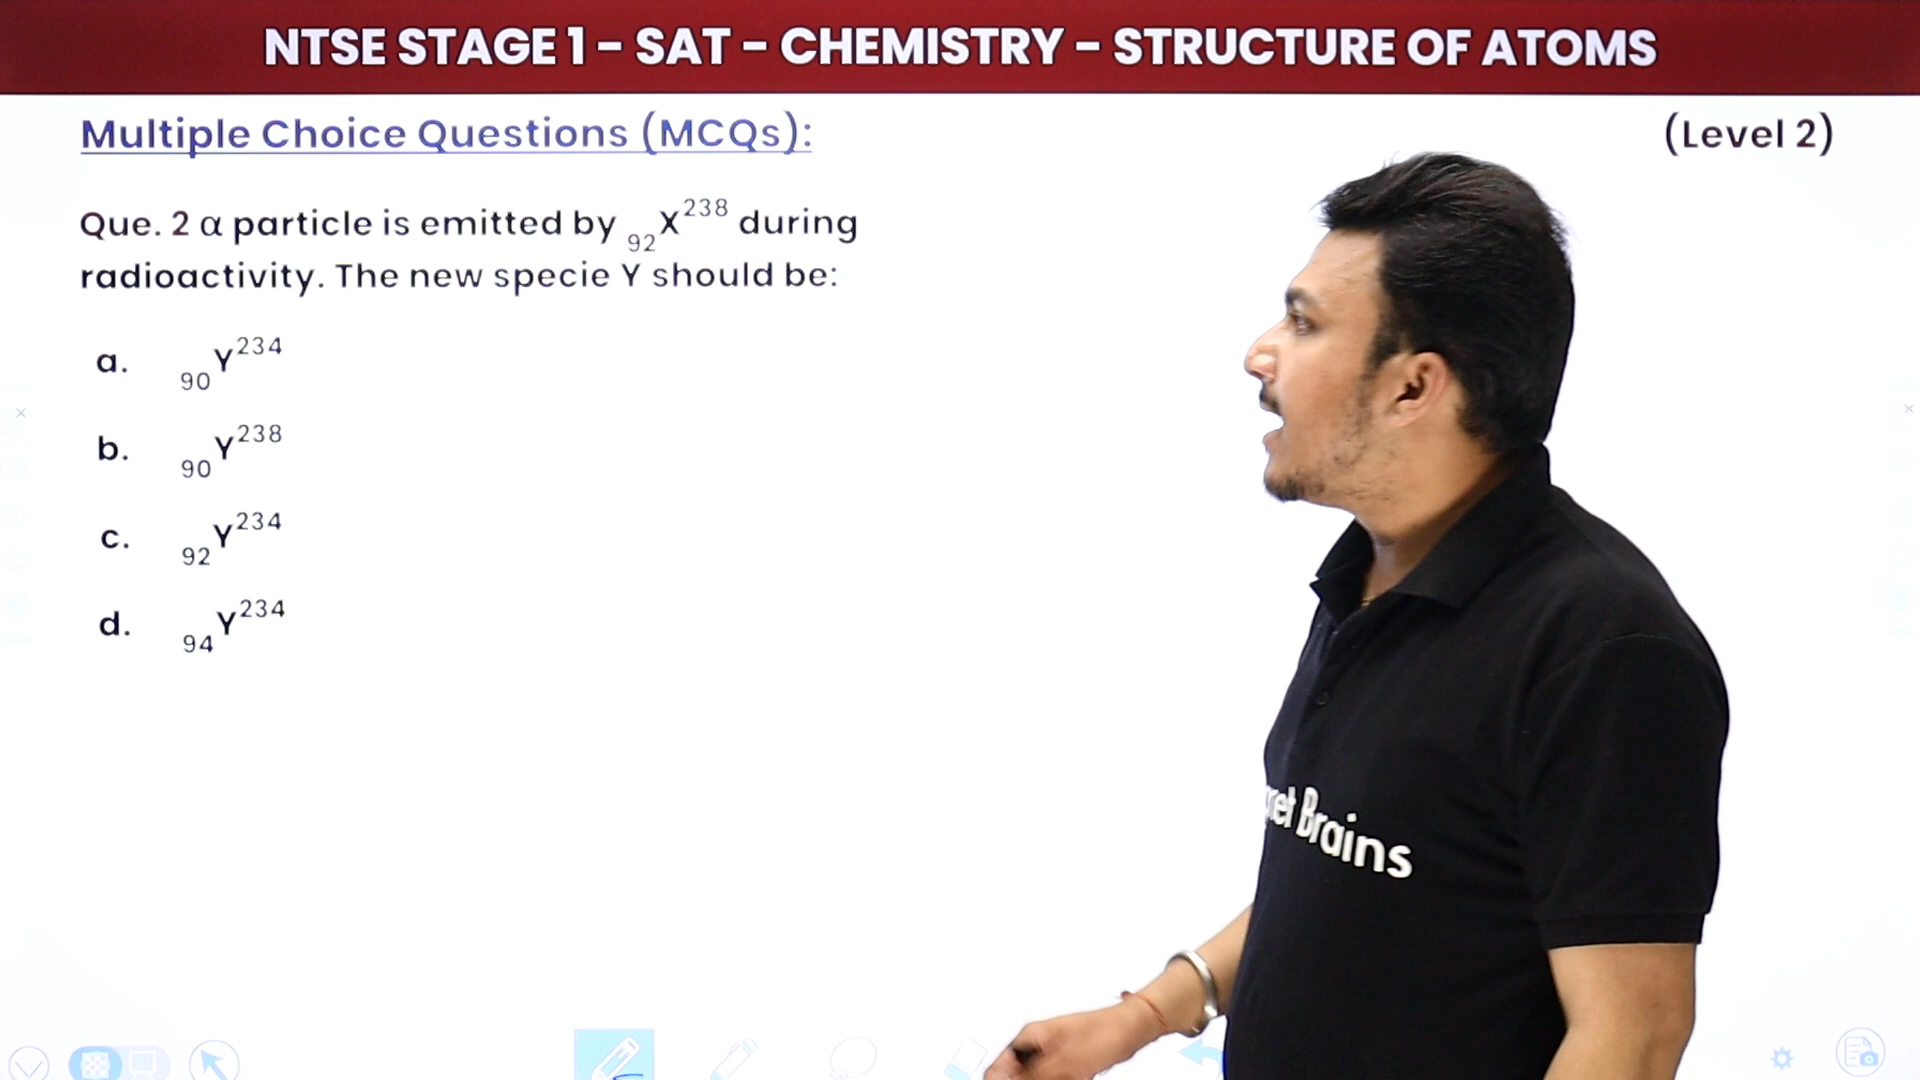 NTSE STAGE 1 – SAT – CHEMISTRY – STRUCTURE OF ATOMS
Multiple Choice Questions (MCQs):
(Level 2)
Que. 2 α particle is emitted by ₉₂X²³⁸ during
radioactivity. The new specie Y should be:
a. ₉₀Y²³⁴
b. ₉₀Y²³⁸
c. ₉₂Y²³⁴
d. ₉₄Y²³⁴
Brains